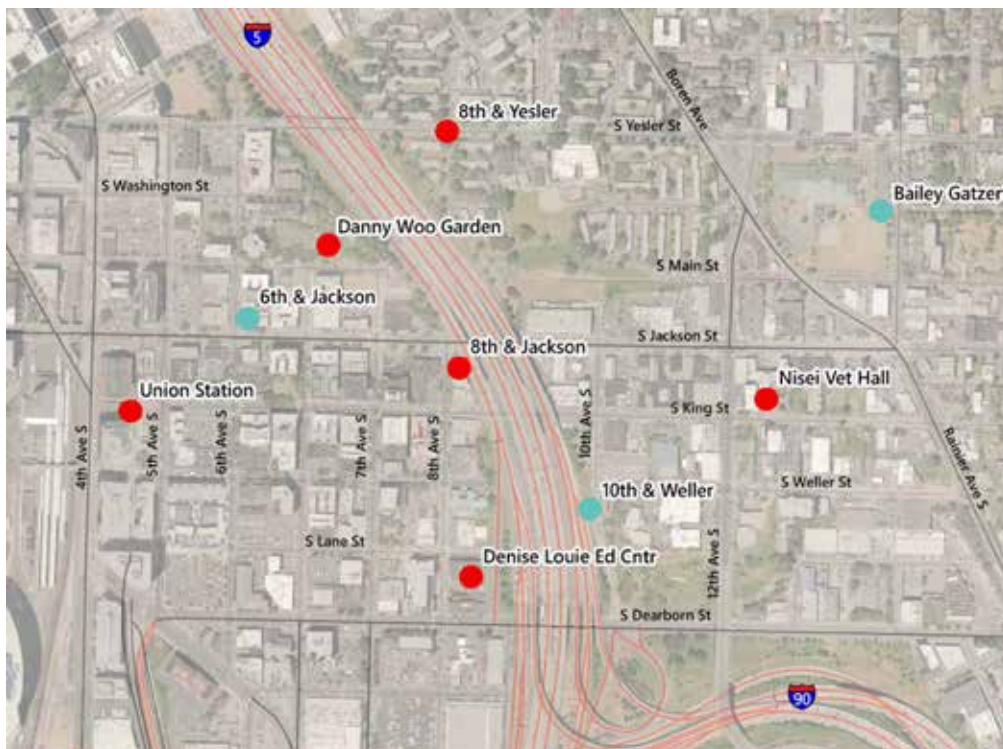 5
8th & Yesler
S Yesler St
Boren Ave
S Washington St
Bailey Gatzer
Danny Woo Garden
S Main St
6th & Jackson
S Jackson St
8th & Jackson
Nisei Vet Hall
Union Station
S King St
4th Ave S
5th Ave S
6th Ave S
7th Ave S
8th Ave S
10th Ave S
Rainier Ave S
S Weller St
10th & Weller
S Lane St
Denise Louie Ed Cntr
12th Ave S
S Dearborn St
90